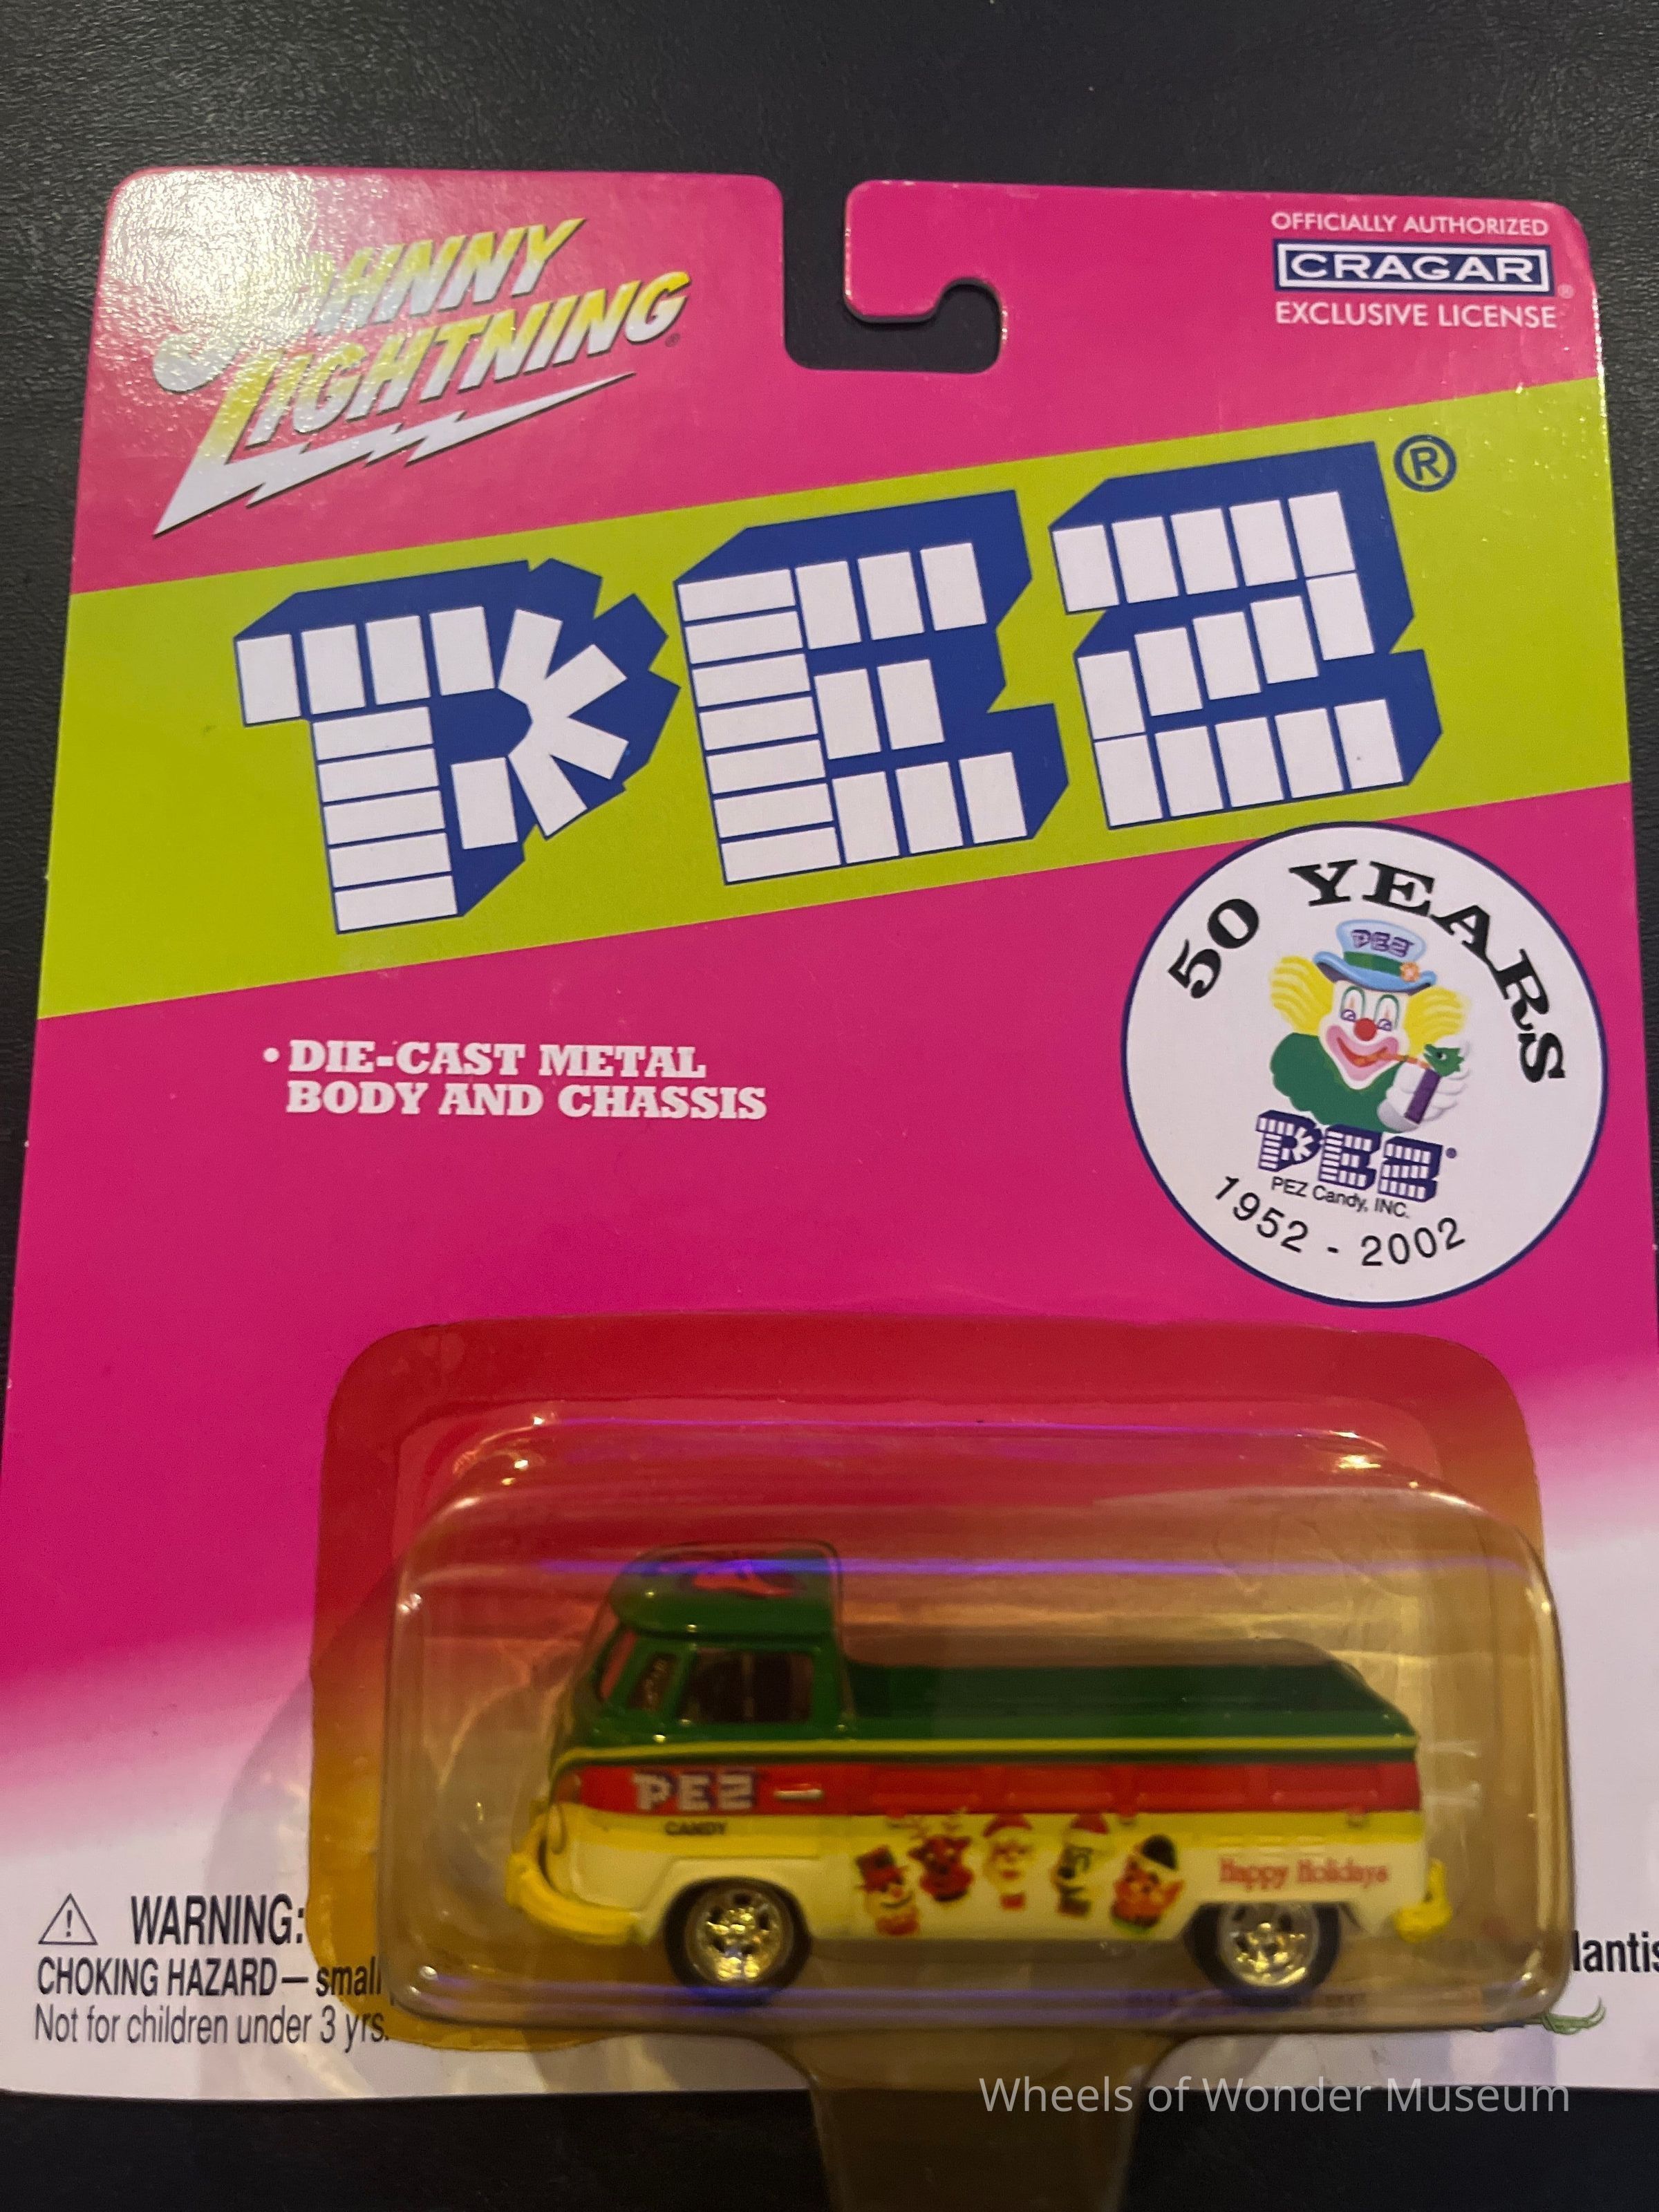 JOHNNY
LIGHTNING®
OFFICIALLY AUTHORIZED
CRAGAR®
EXCLUSIVE LICENSE
PEZ®
• DIE-CAST METAL
BODY AND CHASSIS
50 YEARS
PEZ
PEZ
PEZ Candy, INC.
1952 - 2002
PEZ
CANDY
Happy Holidays
WARNING:
CHOKING HAZARD — small
Not for children under 3 yrs.
lantis
Wheels of Wonder Museum